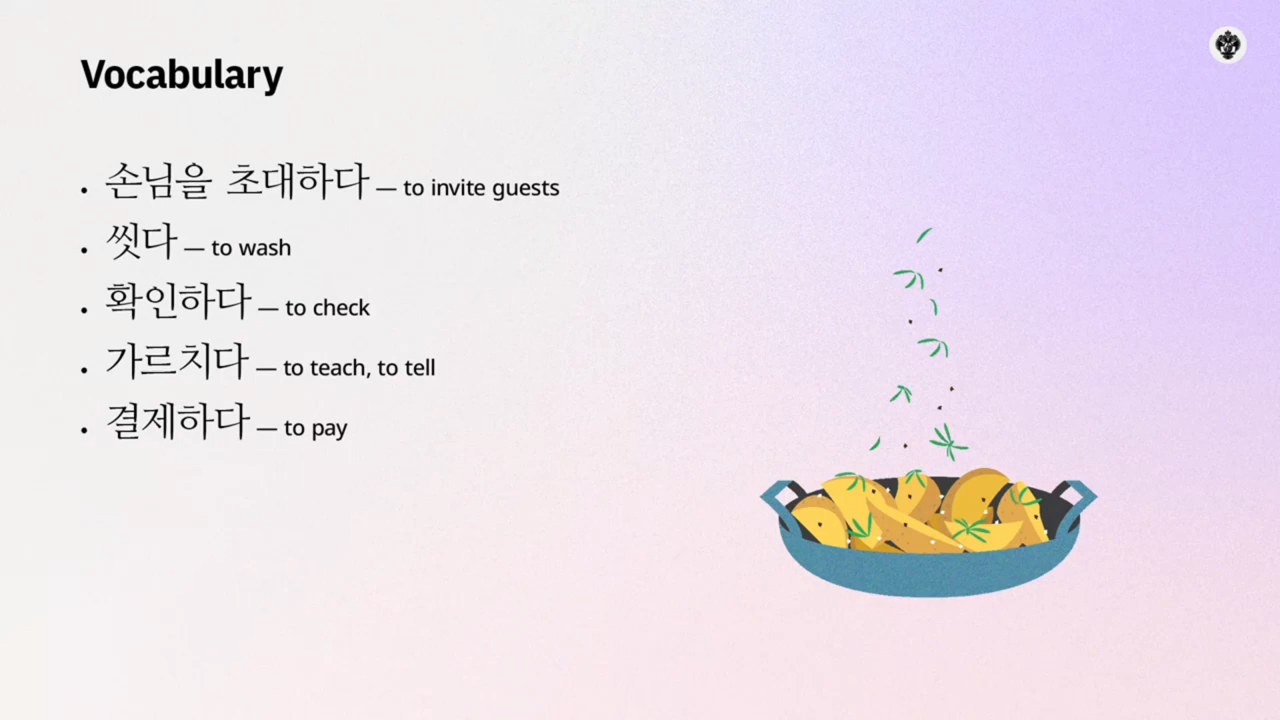 Vocabulary
• 손님을 초대하다 — to invite guests
• 씻다 — to wash
• 확인하다 — to check
• 가르치다 — to teach, to tell
• 결제하다 — to pay